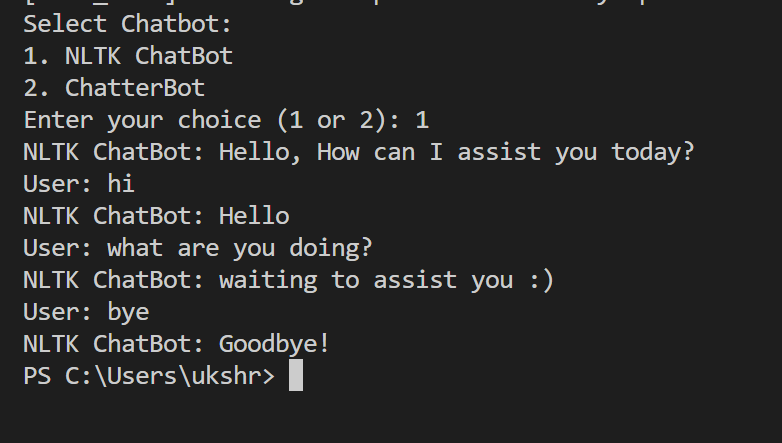 Select Chatbot:
1. NLTK ChatBot
2. ChatterBot
Enter your choice (1 or 2): 1
NLTK ChatBot: Hello, How can I assist you today?
User: hi
NLTK ChatBot: Hello
User: what are you doing?
NLTK ChatBot: waiting to assist you :)
User: bye
NLTK ChatBot: Goodbye!
PS C:\Users\ukshr>